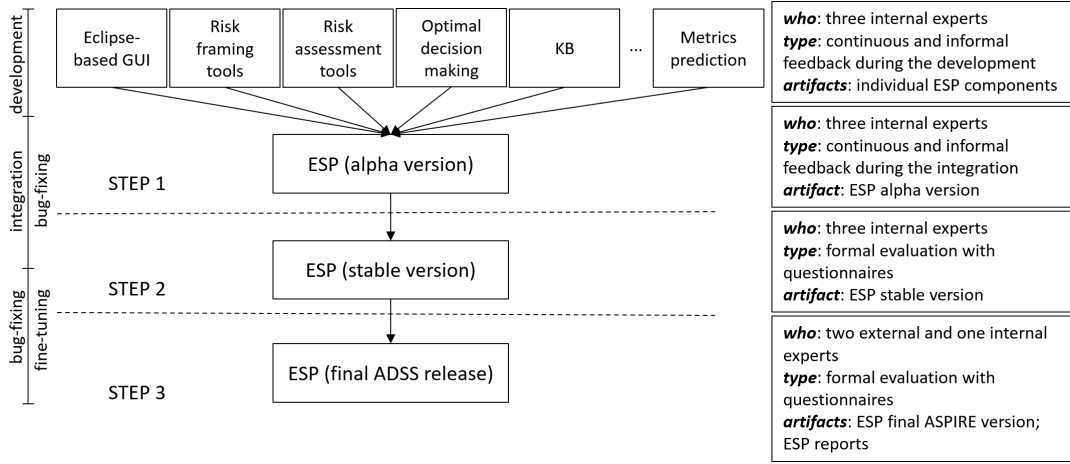 development
Eclipse-
based GUI
Risk
framing
tools
Risk
assessment
tools
Optimal
decision
making
KB
...
Metrics
prediction
who: three internal experts
type: continuous and informal
feedback during the development
artifacts: individual ESP components
integration
bug-fixing
STEP 1
ESP (alpha version)
who: three internal experts
type: continuous and informal
feedback during the integration
artifact: ESP alpha version
STEP 2
ESP (stable version)
who: three internal experts
type: formal evaluation with
questionnaires
artifact: ESP stable version
bug-fixing
fine-tuning
STEP 3
ESP (final ADSS release)
who: two external and one internal
experts
type: formal evaluation with
questionnaires
artifacts: ESP final ASPIRE version;
ESP reports